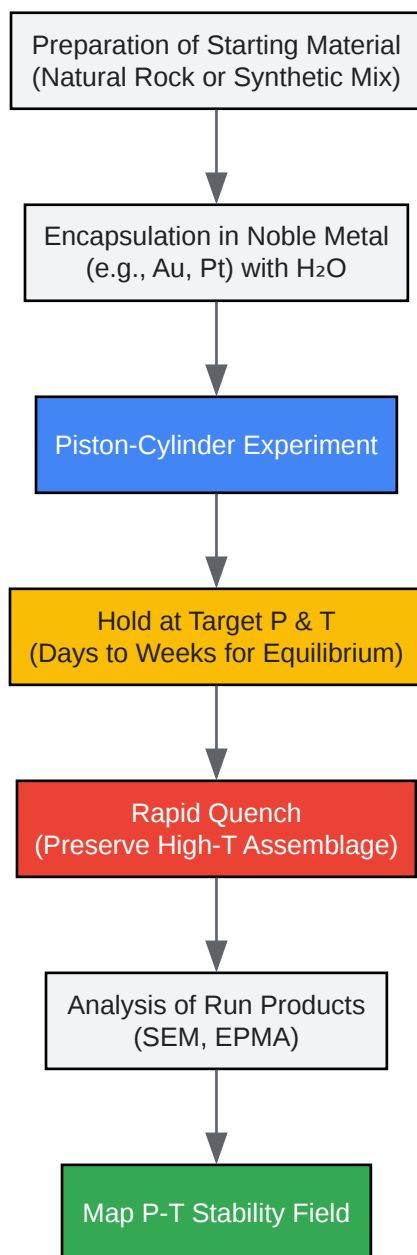 Preparation of Starting Material
(Natural Rock or Synthetic Mix)
Encapsulation in Noble Metal
(e.g., Au, Pt) with H₂O
Piston-Cylinder Experiment
Hold at Target P & T
(Days to Weeks for Equilibrium)
Rapid Quench
(Preserve High-T Assemblage)
Analysis of Run Products
(SEM, EPMA)
Map P-T Stability Field